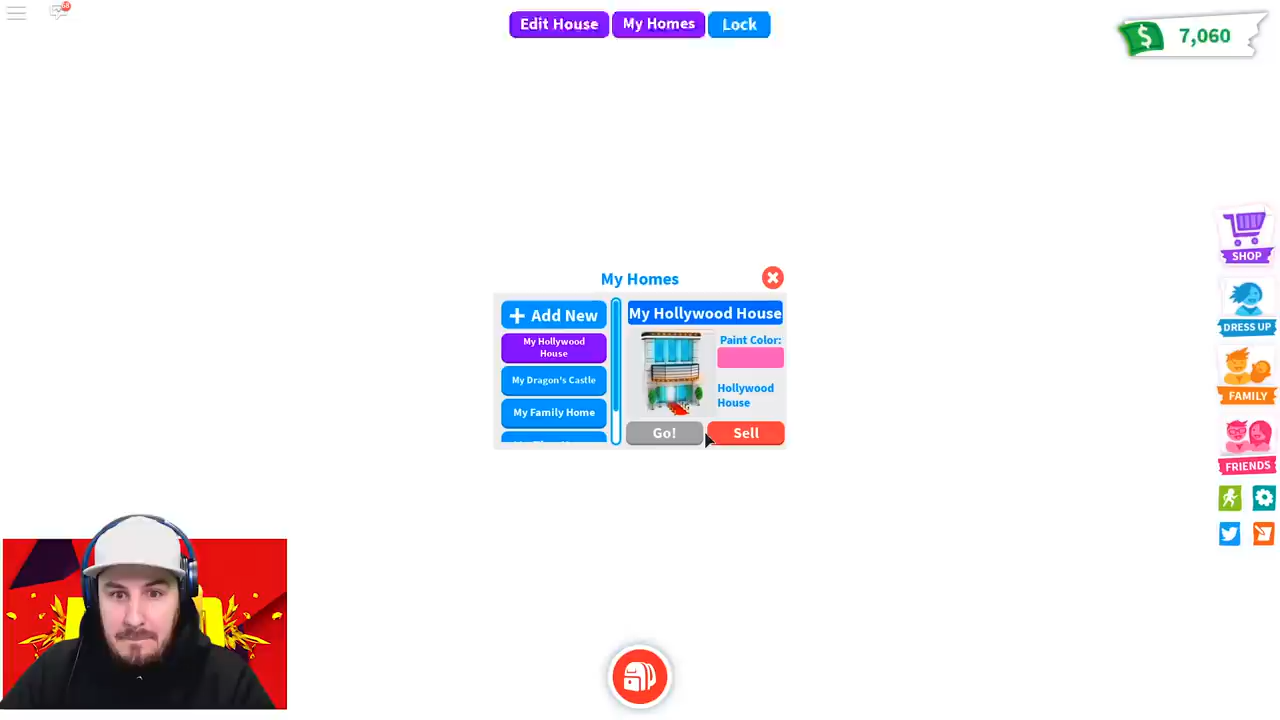 58
Edit House
My Homes
Lock
$ 7,060
SHOP
DRESS UP
FAMILY
FRIENDS
My Homes
+ Add New
My Hollywood
House
My Dragon's Castle
My Family Home
My Hollywood House
Paint Color:
Hollywood
House
Go!
Sell